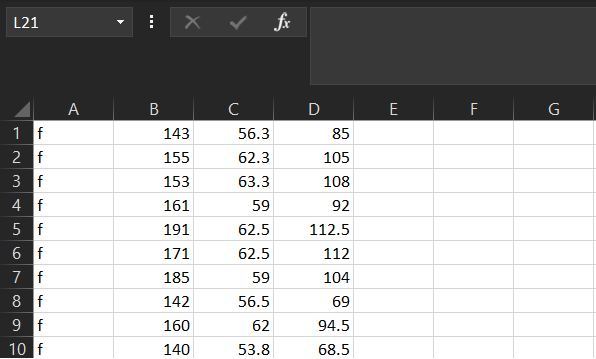 L21 fx
A B C D E F G
1 f 143 56.3 85
2 f 155 62.3 105
3 f 153 63.3 108
4 f 161 59 92
5 f 191 62.5 112.5
6 f 171 62.5 112
7 f 185 59 104
8 f 142 56.5 69
9 f 160 62 94.5
10 f 140 53.8 68.5